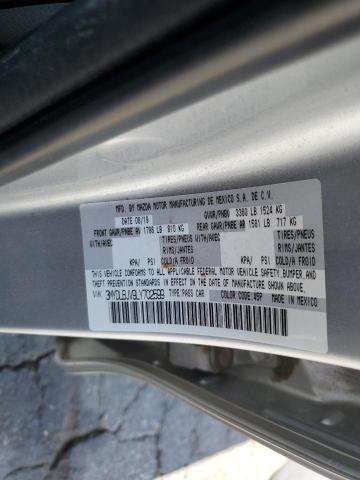 MFD. BY MAZDA MOTOR MANUFACTURING DE MEXICO S.A. DE C.V.
DATE 08/19 GVWR/PNBV 3360 LB 1524 KG
FRONT GAWR/PNBE AV 1786 LB 810 KG REAR GAWR/PNBE AR 1581 LB 717 KG
WITH/AVEC TIRES/PNEUS WITH/AVEC TIRES/PNEUS
RIMS/JANTES RIMS/JANTES
KPA/ PSI COLD/A FROID KPA/ PSI COLD/A FROID
THIS VEHICLE CONFORMS TO ALL APPLICABLE FEDERAL MOTOR VEHICLE SAFETY, BUMPER AND
THEFT PREVENTION STANDARDS IN EFFECT ON DATE OF MANUFACTURE SHOWN ABOVE.
VIN: TYPE PASS CAR COLOR CODE: 45P MADE IN MEXICO